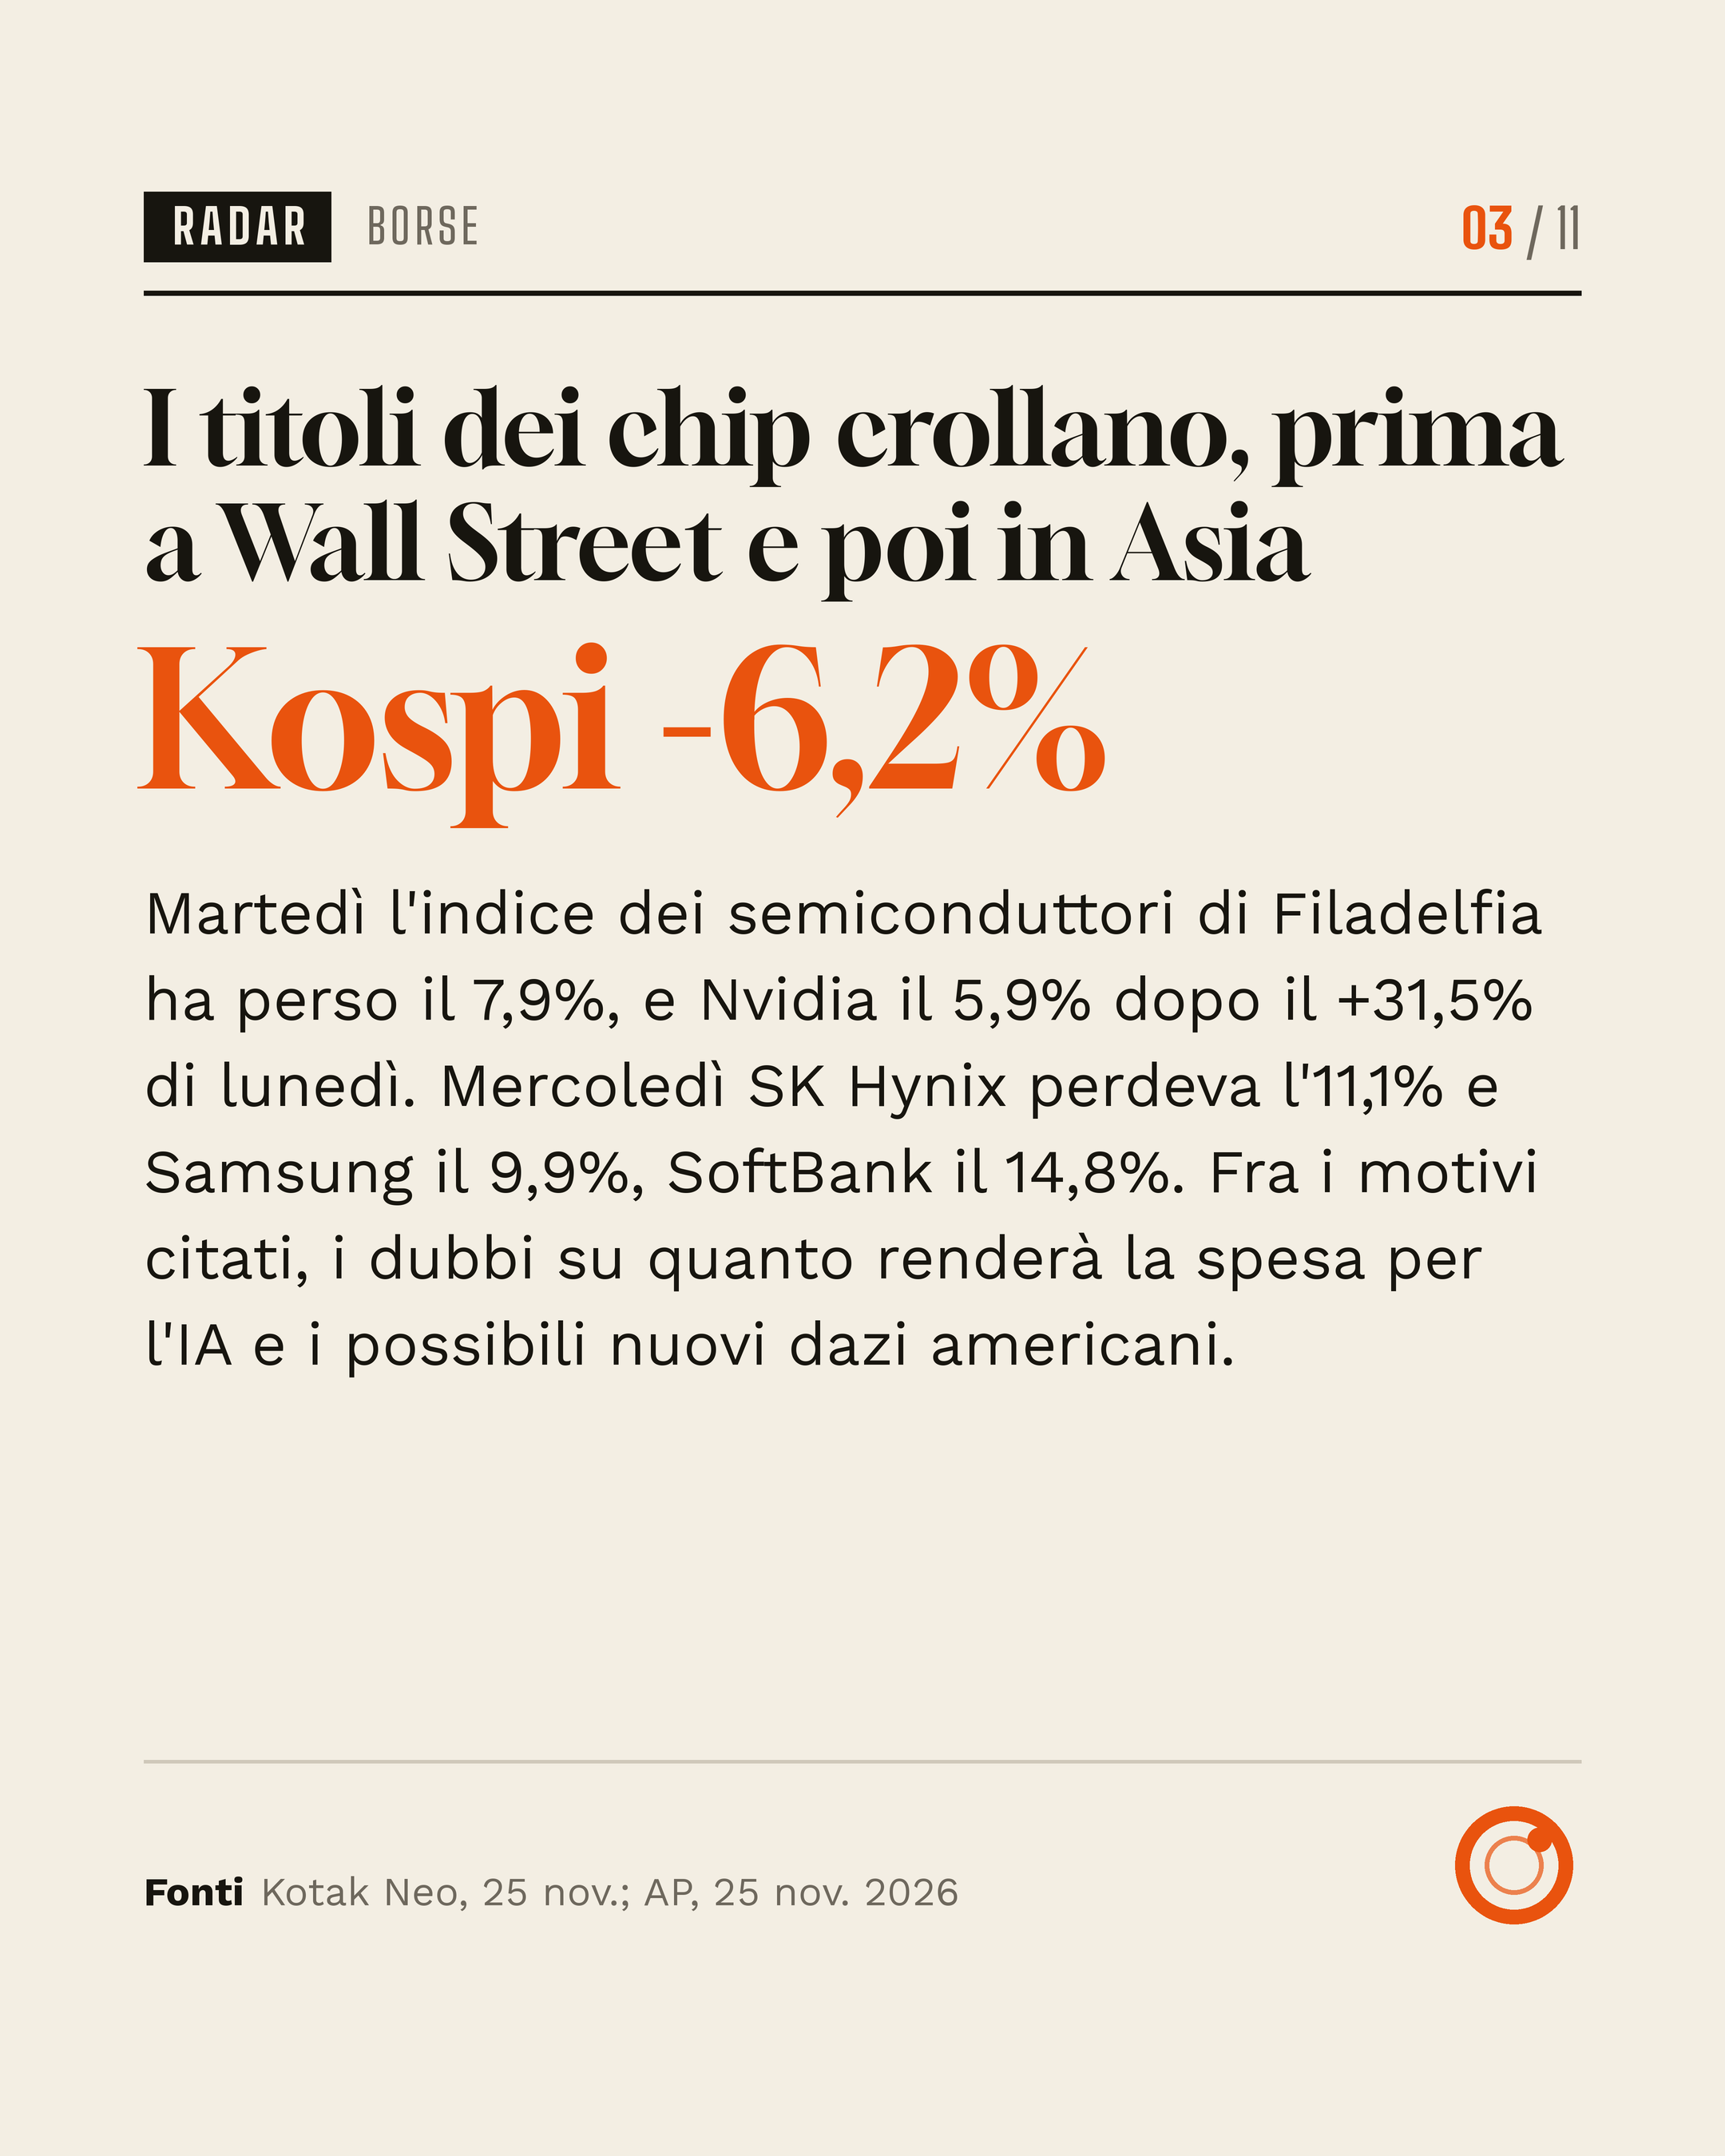 RADAR BORSE 03 / 11
I titoli dei chip crollano, prima
a Wall Street e poi in Asia
Kospi -6,2%
Martedì l'indice dei semiconduttori di Filadelfia
ha perso il 7,9%, e Nvidia il 5,9% dopo il +31,5%
di lunedì. Mercoledì SK Hynix perdeva l'11,1% e
Samsung il 9,9%, SoftBank il 14,8%. Fra i motivi
citati, i dubbi su quanto renderà la spesa per
l'IA e i possibili nuovi dazi americani.
Fonti Kotak Neo, 25 nov.; AP, 25 nov. 2026